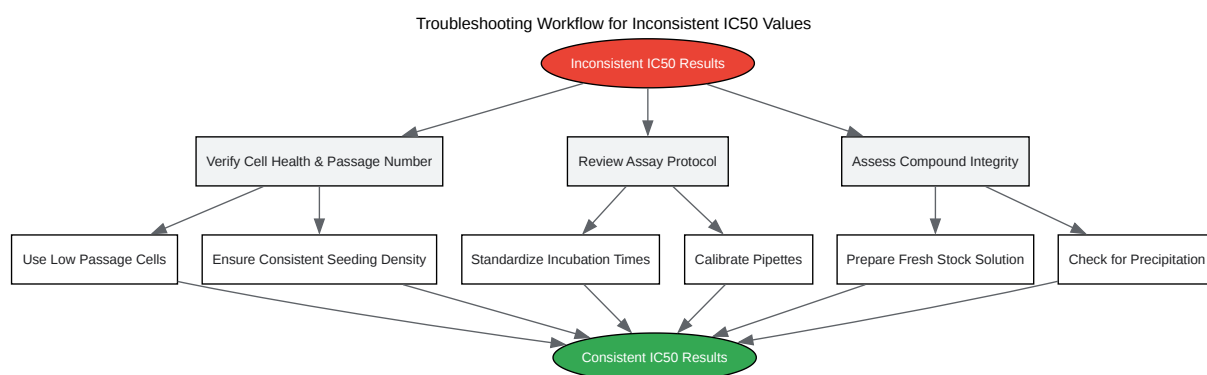 Troubleshooting Workflow for Inconsistent IC50 Values
Inconsistent IC50 Results
Verify Cell Health & Passage Number
Review Assay Protocol
Assess Compound Integrity
Use Low Passage Cells
Ensure Consistent Seeding Density
Standardize Incubation Times
Calibrate Pipettes
Prepare Fresh Stock Solution
Check for Precipitation
Consistent IC50 Results